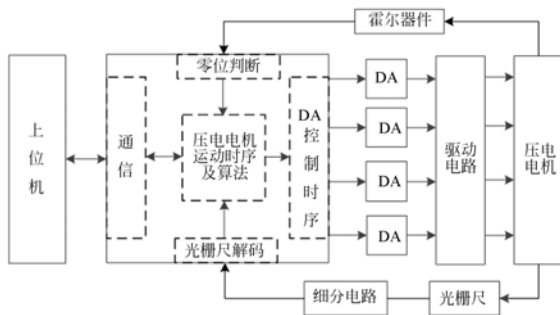 霍尔器件
零位判断
上位机
通信
压电电机
运动时序
及算法
DA控制时序
DA
DA
DA
DA
驱动电路
压电电机
光栅尺解码
细分电路
光栅尺